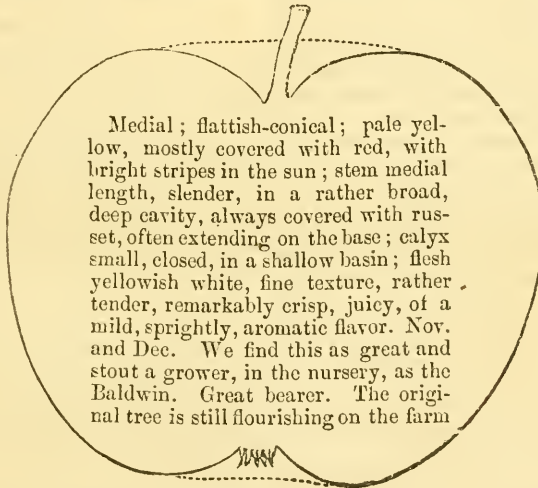 Medial ; flattish-conical ; pale yel-
low, mostly covered with red, with
bright stripes in the sun ; stem medial
length, slender, in a rather broad,
deep cavity, always covered with rus-
set, often extending on the base ; calyx
small, closed, in a shallow basin ; flesh
yellowish white, fine texture, rather
tender, remarkably crisp, juicy, of a
mild, sprightly, aromatic flavor. Nov.
and Dec. We find this as great and
stout a grower, in the nursery, as the
Baldwin. Great bearer. The origi-
nal tree is still flourishing on the farm